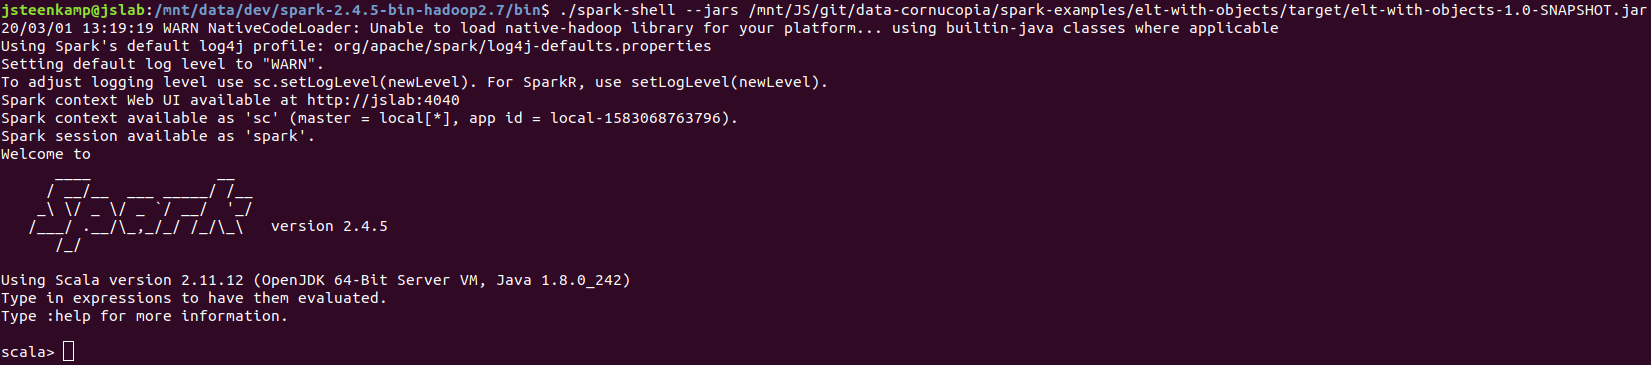 jsteenkamp@jslab:/mnt/data/dev/spark-2.4.5-bin-hadoop2.7/bin$ ./spark-shell --jars /mnt/JS/git/data-cornucopia/spark-examples/elt-with-objects/target/elt-with-objects-1.0-SNAPSHOT.jar
20/03/01 13:19:19 WARN NativeCodeLoader: Unable to load native-hadoop library for your platform... using builtin-java classes where applicable
Using Spark's default log4j profile: org/apache/spark/log4j-defaults.properties
Setting default log level to "WARN".
To adjust logging level use sc.setLogLevel(newLevel). For SparkR, use setLogLevel(newLevel).
Spark context Web UI available at http://jslab:4040
Spark context available as 'sc' (master = local[*], app id = local-1583068763796).
Spark session available as 'spark'.
Welcome to
      ____              __
     / __/__  ___ _____/ /__
    _\ \/ _ \/ _ `/ __/  '_/
   /___/ .__/\_,_/_/ /_/\_\   version 2.4.5
      /_/
Using Scala version 2.11.12 (OpenJDK 64-Bit Server VM, Java 1.8.0_242)
Type in expressions to have them evaluated.
Type :help for more information.
scala>